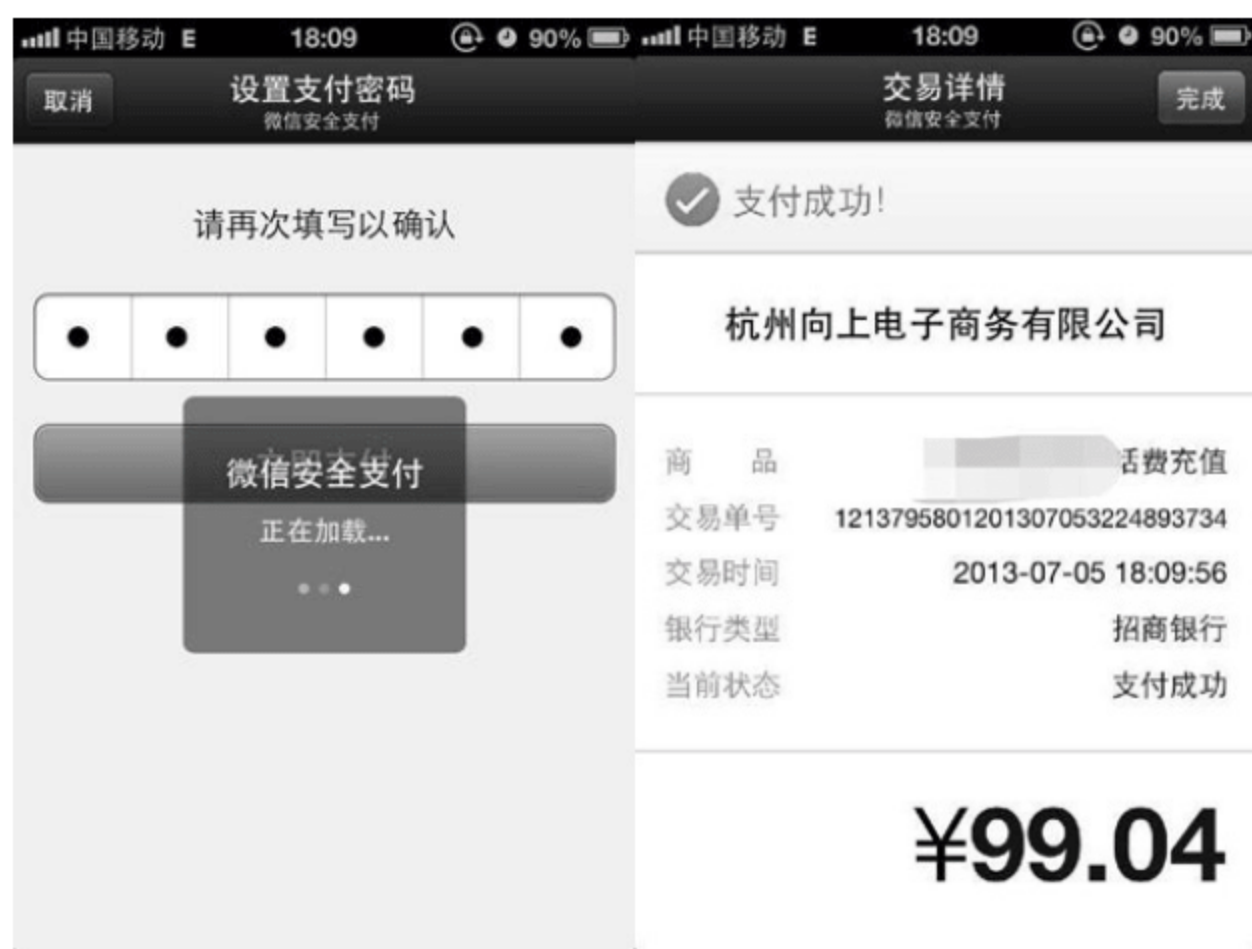 中国移动 E 18:09 90%
取消 设置支付密码
微信安全支付
请再次填写以确认
立即支付
微信安全支付
正在加载...
中国移动 E 18:09 90%
交易详情 完成
微信安全支付
支付成功!
杭州向上电子商务有限公司
商 品 话费充值
交易单号 1213795801201307053224893734
交易时间 2013-07-05 18:09:56
银行类型 招商银行
当前状态 支付成功
¥99.04